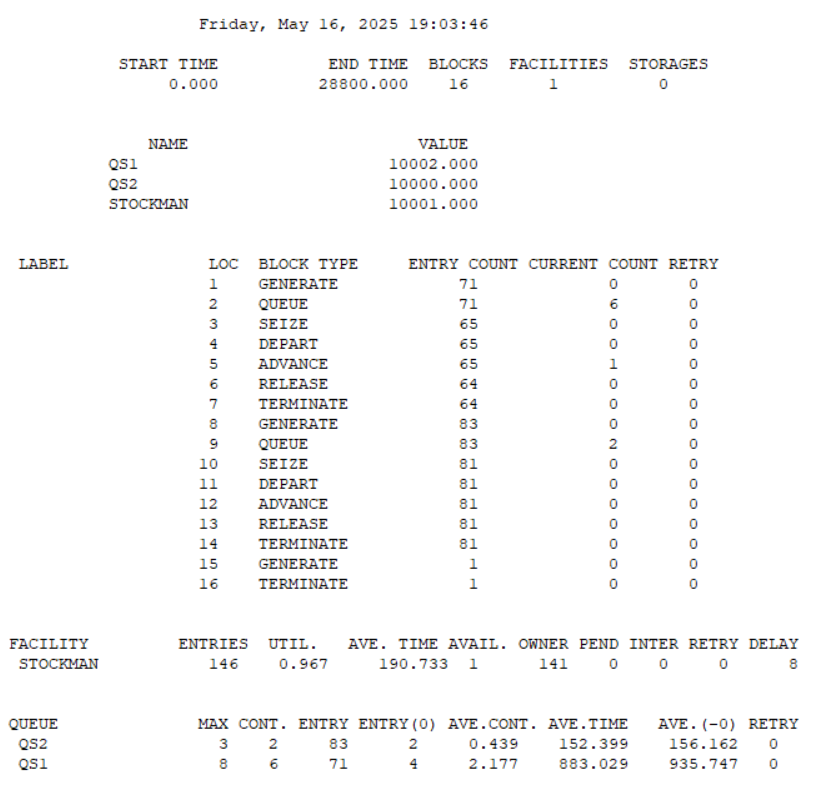 Friday, May 16, 2025 19:03:46
START TIME END TIME BLOCKS FACILITIES STORAGES
0.000 28800.000 16 1 0
NAME VALUE
QS1 10002.000
QS2 10000.000
STOCKMAN 10001.000
LABEL LOC BLOCK TYPE ENTRY COUNT CURRENT COUNT RETRY
1 GENERATE 71 0 0
2 QUEUE 71 6 0
3 SEIZE 65 0 0
4 DEPART 65 0 0
5 ADVANCE 65 1 0
6 RELEASE 64 0 0
7 TERMINATE 64 0 0
8 GENERATE 83 0 0
9 QUEUE 83 2 0
10 SEIZE 81 0 0
11 DEPART 81 0 0
12 ADVANCE 81 0 0
13 RELEASE 81 0 0
14 TERMINATE 81 0 0
15 GENERATE 1 0 0
16 TERMINATE 1 0 0
FACILITY ENTRIES UTIL. AVE. TIME AVAIL. OWNER PEND INTER RETRY DELAY
STOCKMAN 146 0.967 190.733 1 141 0 0 0 8
QUEUE MAX CONT. ENTRY ENTRY(0) AVE.CONT. AVE.TIME AVE.(-0) RETRY
QS2 3 2 83 2 0.439 152.399 156.162 0
QS1 8 6 71 4 2.177 883.029 935.747 0